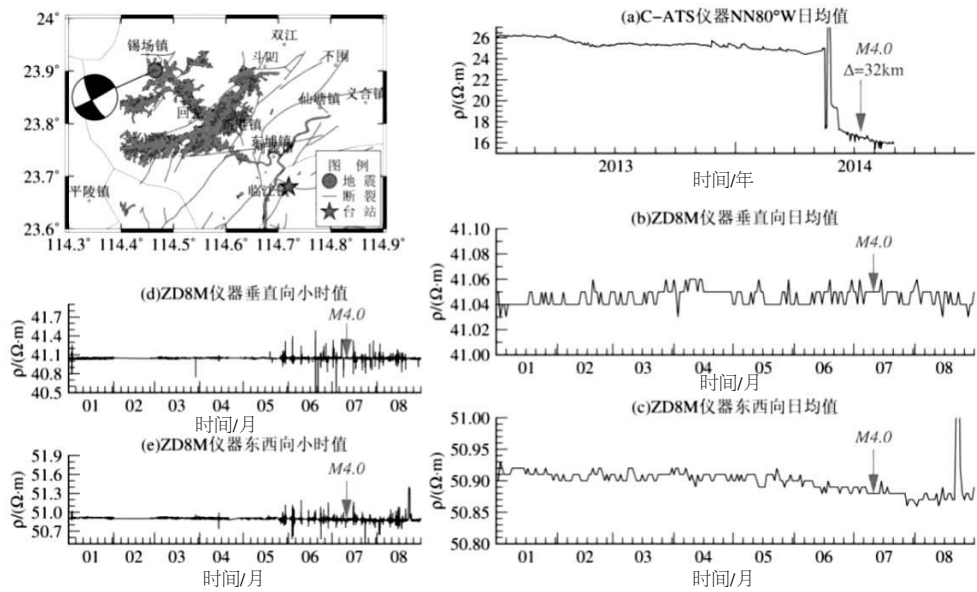 24°
23.9°
23.8°
23.7°
23.6°
114.3° 114.4° 114.5° 114.6° 114.7° 114.8° 114.9°
锡场镇
双江
斗阴
下围
仙塘镇
义合镇
东埔镇
平陵镇
图 例
地 震
断 裂
台 站
(a)C-ATS仪器NN80°W日均值
ρ/(Ω·m)
26
24
22
20
18
16
M4.0
Δ=32km
2013
2014
时间/年
(b)ZD8M仪器垂直向日均值
ρ/(Ω·m)
41.10
41.08
41.06
41.04
41.02
41.00
M4.0
01 02 03 04 05 06 07 08
时间/月
(c)ZD8M仪器东西向日均值
ρ/(Ω·m)
51.00
50.95
50.90
50.85
50.80
M4.0
01 02 03 04 05 06 07 08
时间/月
(d)ZD8M仪器垂直向小时值
ρ/(Ω·m)
41.7
41.4
41.1
40.8
40.5
M4.0
01 02 03 04 05 06 07 08
时间/月
(e)ZD8M仪器东西向小时值
ρ/(Ω·m)
51.9
51.6
51.3
51.0
50.7
M4.0
01 02 03 04 05 06 07 08
时间/月